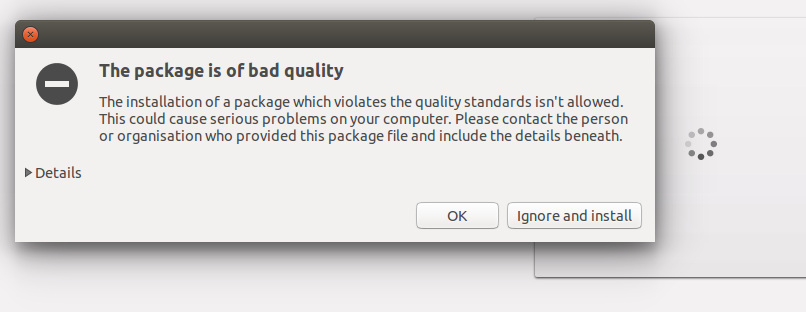 The package is of bad quality
The installation of a package which violates the quality standards isn't allowed.
This could cause serious problems on your computer. Please contact the person
or organisation who provided this package file and include the details beneath.
Details
OK
Ignore and install